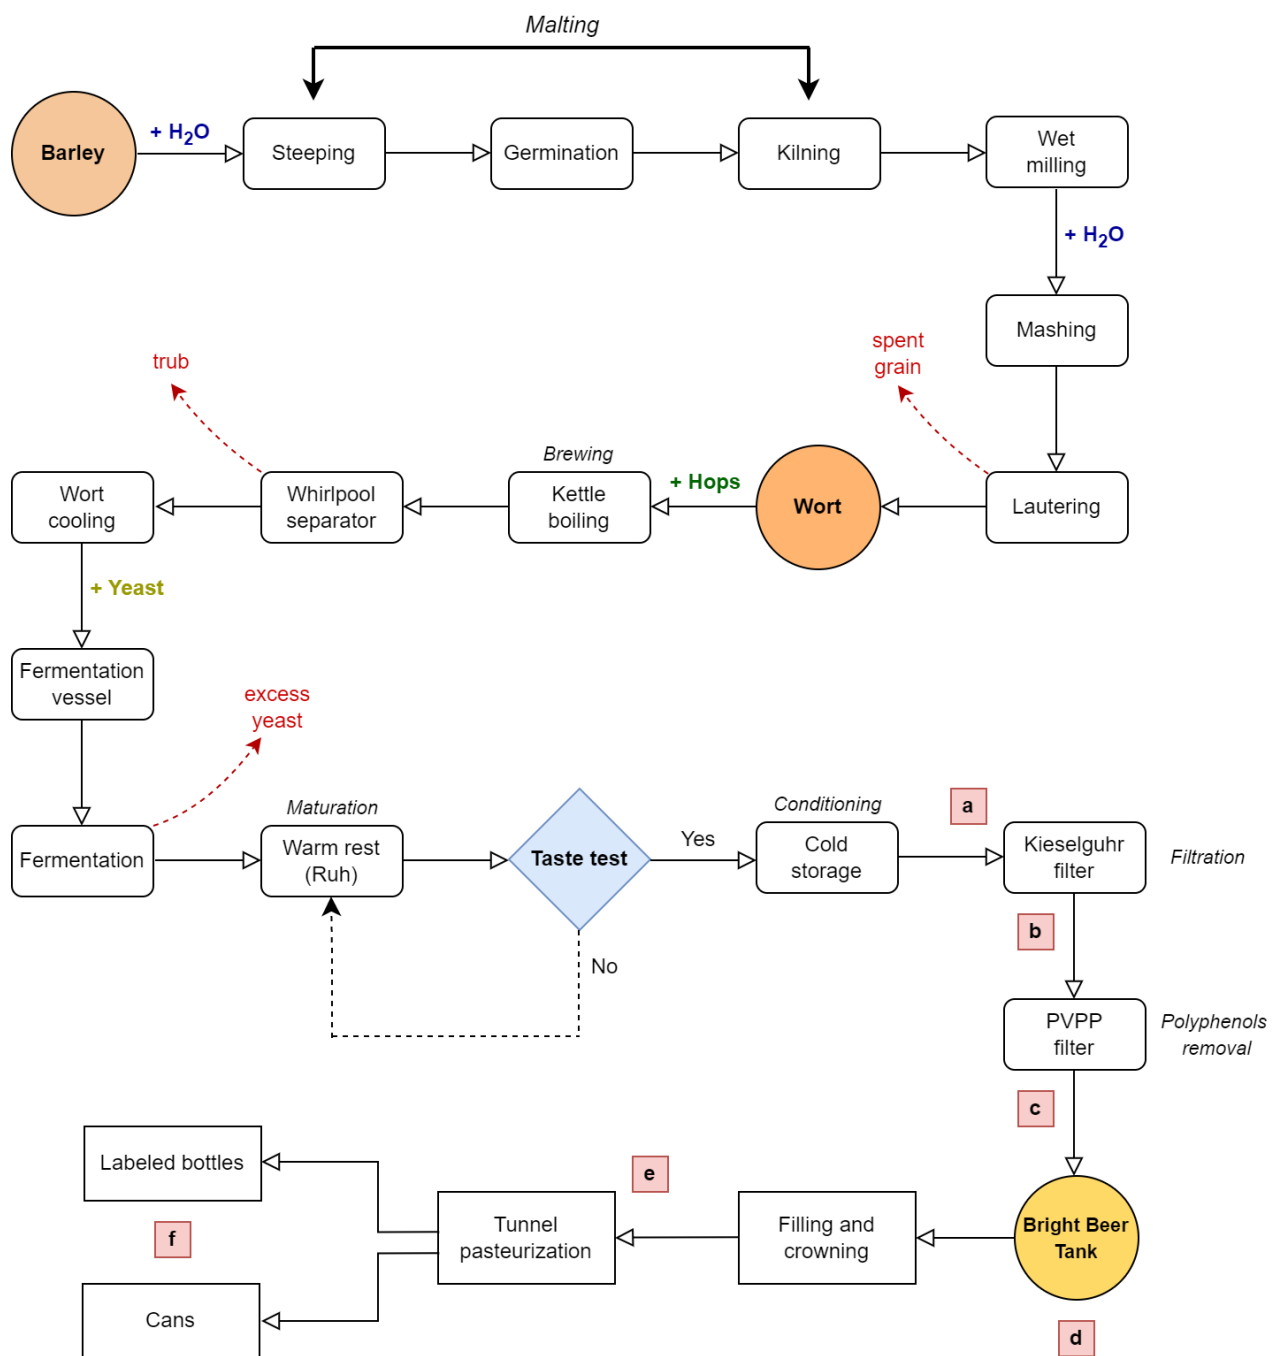 Malting
Barley
+ H2O
Steeping
Germination
Kilning
Wet
milling
+ H2O
Mashing
spent
grain
trub
Brewing
Wort
cooling
Whirlpool
separator
Kettle
boiling
+ Hops
Wort
Lautering
+ Yeast
Fermentation
vessel
excess
yeast
Maturation
Fermentation
Warm rest
(Ruh)
Taste test
Yes
No
Conditioning
Cold
storage
a
Kieselguhr
filter
Filtration
b
PVPP
filter
Polyphenols
removal
c
Bright Beer
Tank
d
Filling and
crowning
e
Tunnel
pasteurization
Labeled bottles
f
Cans